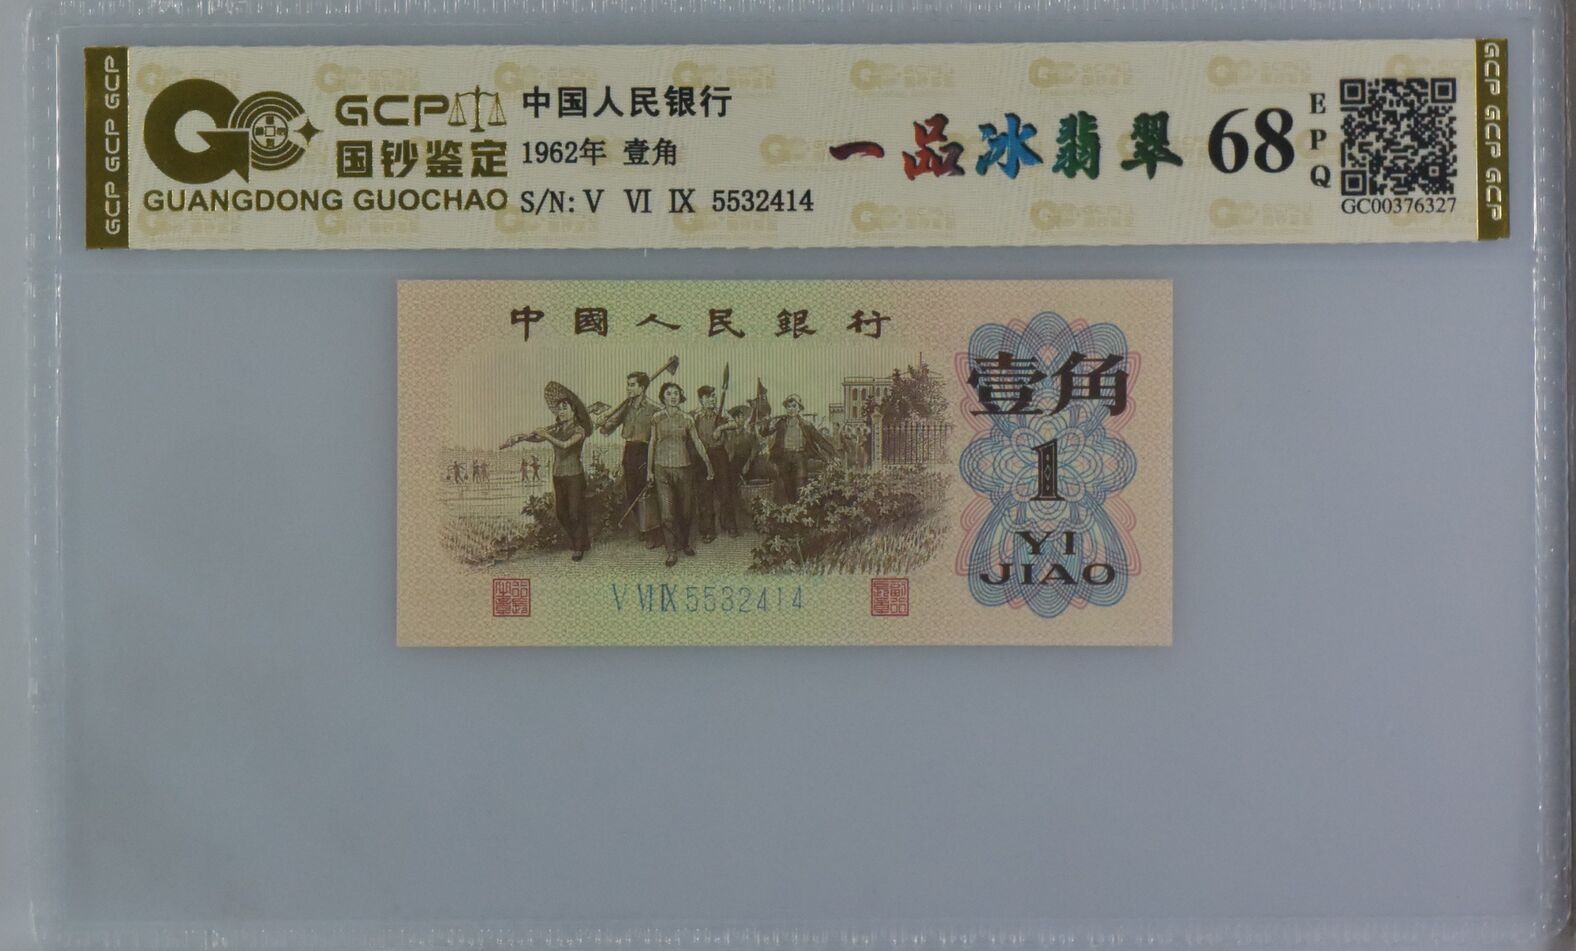 GCP GCP GCP
GCP
国钞鉴定
GUANGDONG GUOCHAO
中国人民银行
1962年 壹角
S/N: V VI IX 5532414
一品冰翡翠 68
EPQ
GC00376327
GCP GCP GCP
中國人民銀行
壹角
1
YI
JIAO
V VI IX 5532414